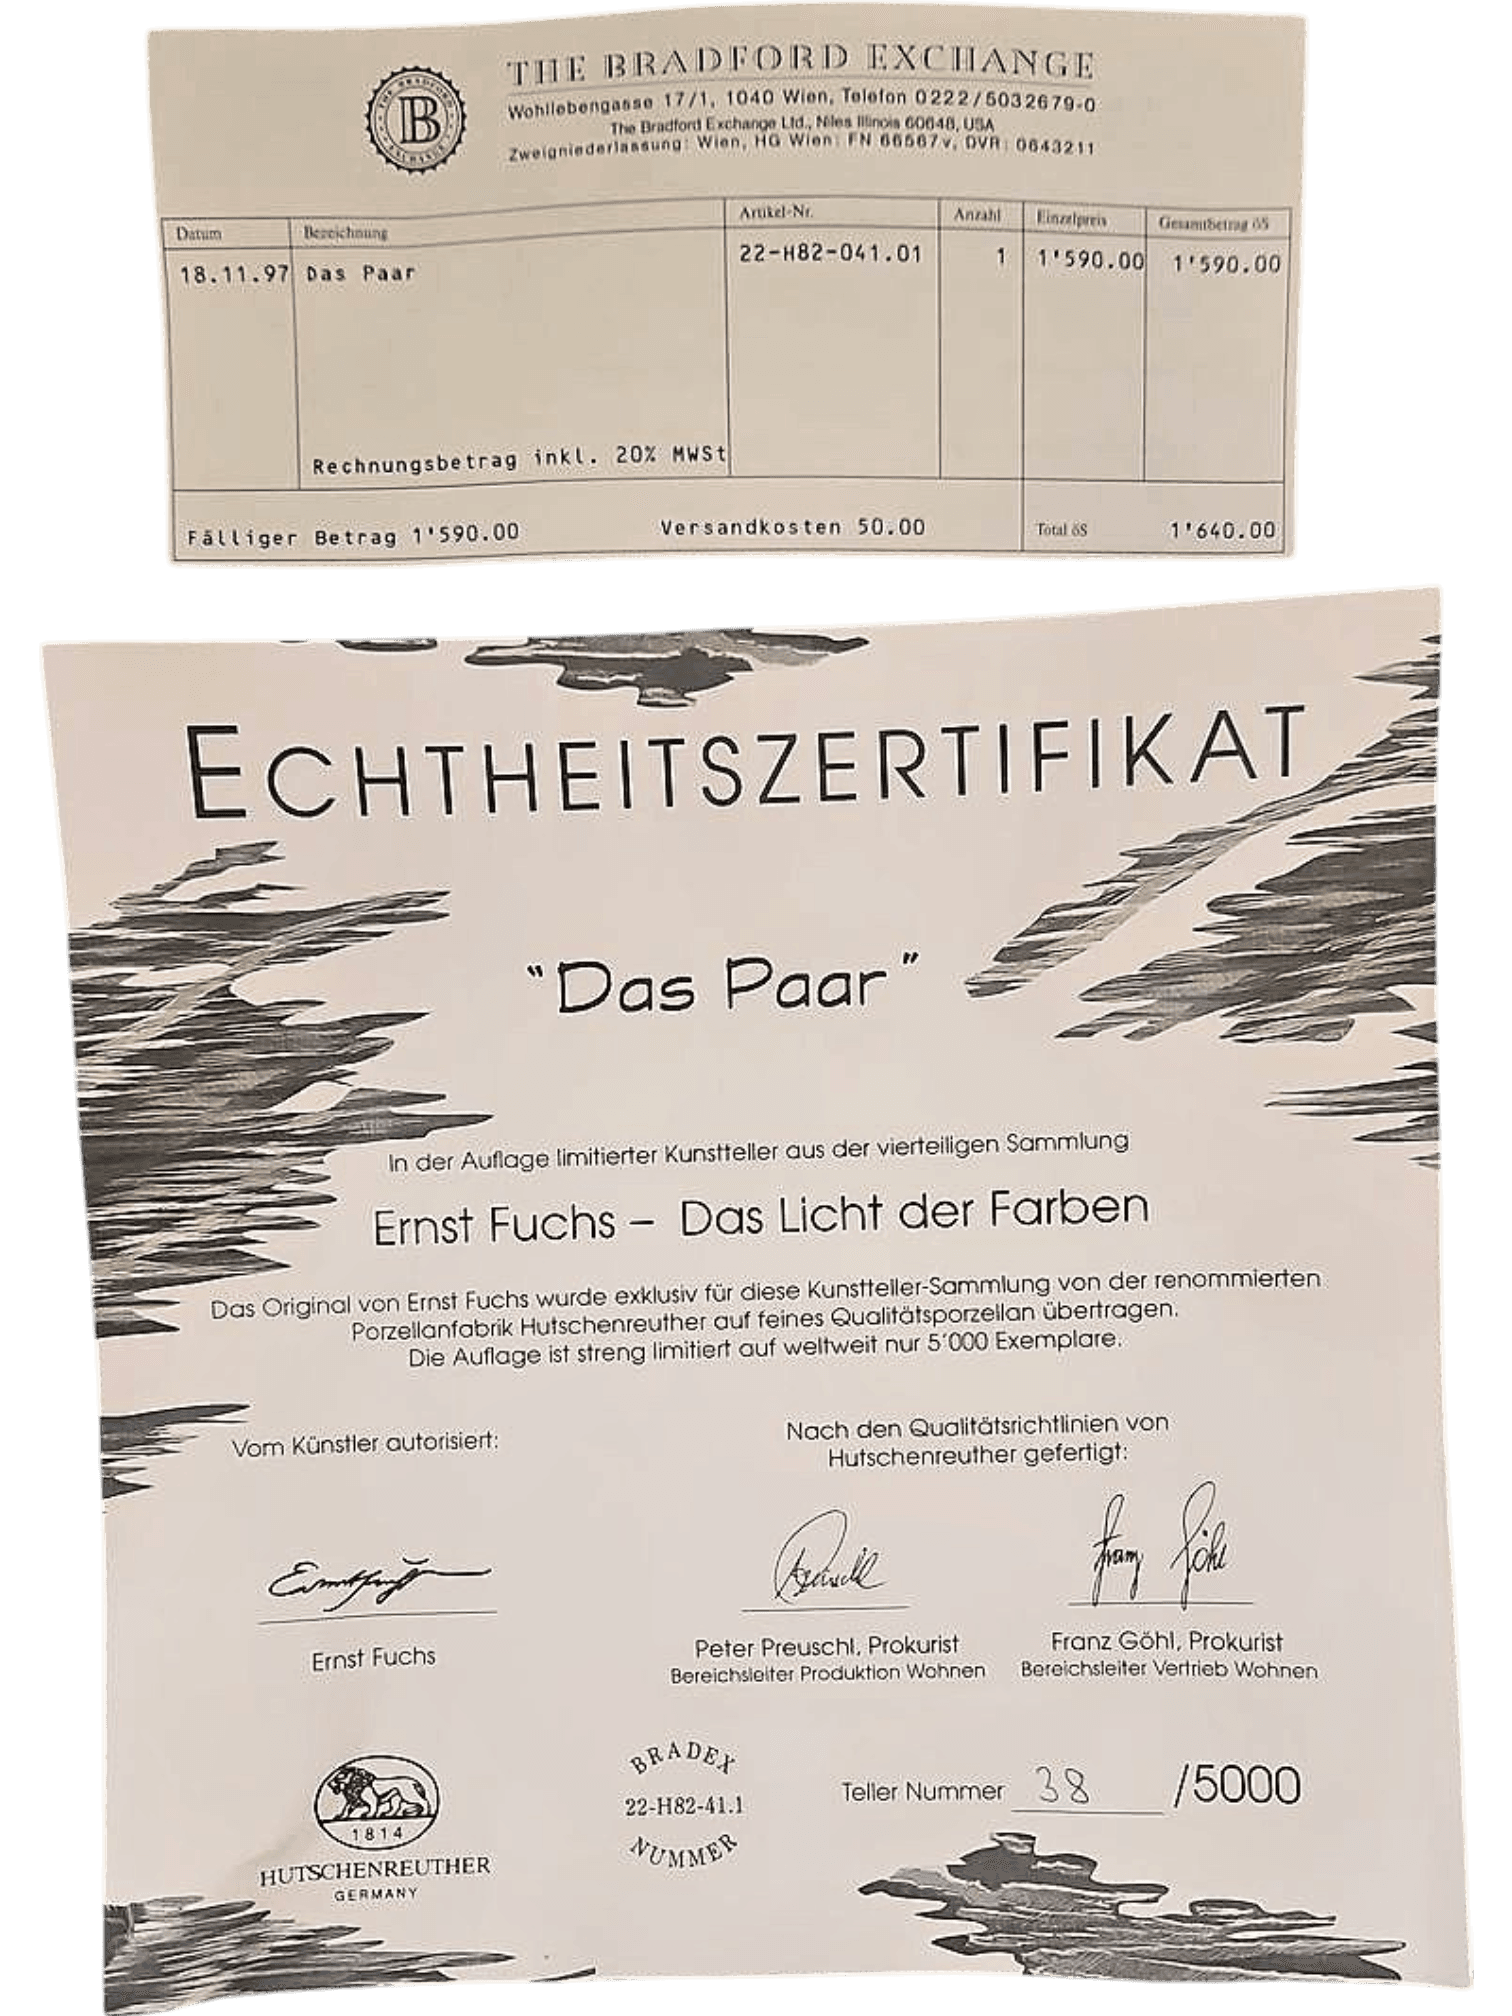 THE BRADFORD EXCHANGE
Wohllebengasse 17/1, 1040 Wien, Telefon 0222/5032679-0
The Bradford Exchange Ltd., Niles Illinois 60648, USA
Zweigniederlassung: Wien, HG Wien: FN 66567v, DVR: 0643211
THE BRADFORD
B
EXCHANGE
Datum Bezeichnung Artikel-Nr. Anzahl Einzelpreis Gesamtbetrag öS
18.11.97 Das Paar 22-H82-041.01 1 1'590.00 1'590.00
Rechnungsbetrag inkl. 20% MWSt
Fälliger Betrag 1'590.00 Versandkosten 50.00 Total öS 1'640.00
ECHTHEITSZERTIFIKAT
"Das Paar"
In der Auflage limitierter Kunstteller aus der vierteiligen Sammlung
Ernst Fuchs – Das Licht der Farben
Das Original von Ernst Fuchs wurde exklusiv für diese Kunstteller-Sammlung von der renommierten
Porzellanfabrik Hutschenreuther auf feines Qualitätsporzellan übertragen.
Die Auflage ist streng limitiert auf weltweit nur 5'000 Exemplare.
Vom Künstler autorisiert:
Nach den Qualitätsrichtlinien von
Hutschenreuther gefertigt:
Ernst Fuchs
Preuschl
Franz Göhl
Ernst Fuchs
Peter Preuschl, Prokurist
Bereichsleiter Produktion Wohnen
Franz Göhl, Prokurist
Bereichsleiter Vertrieb Wohnen
1814
HUTSCHENREUTHER
GERMANY
BRADEX
22-H82-41.1
NUMMER
Teller Nummer 38 /5000